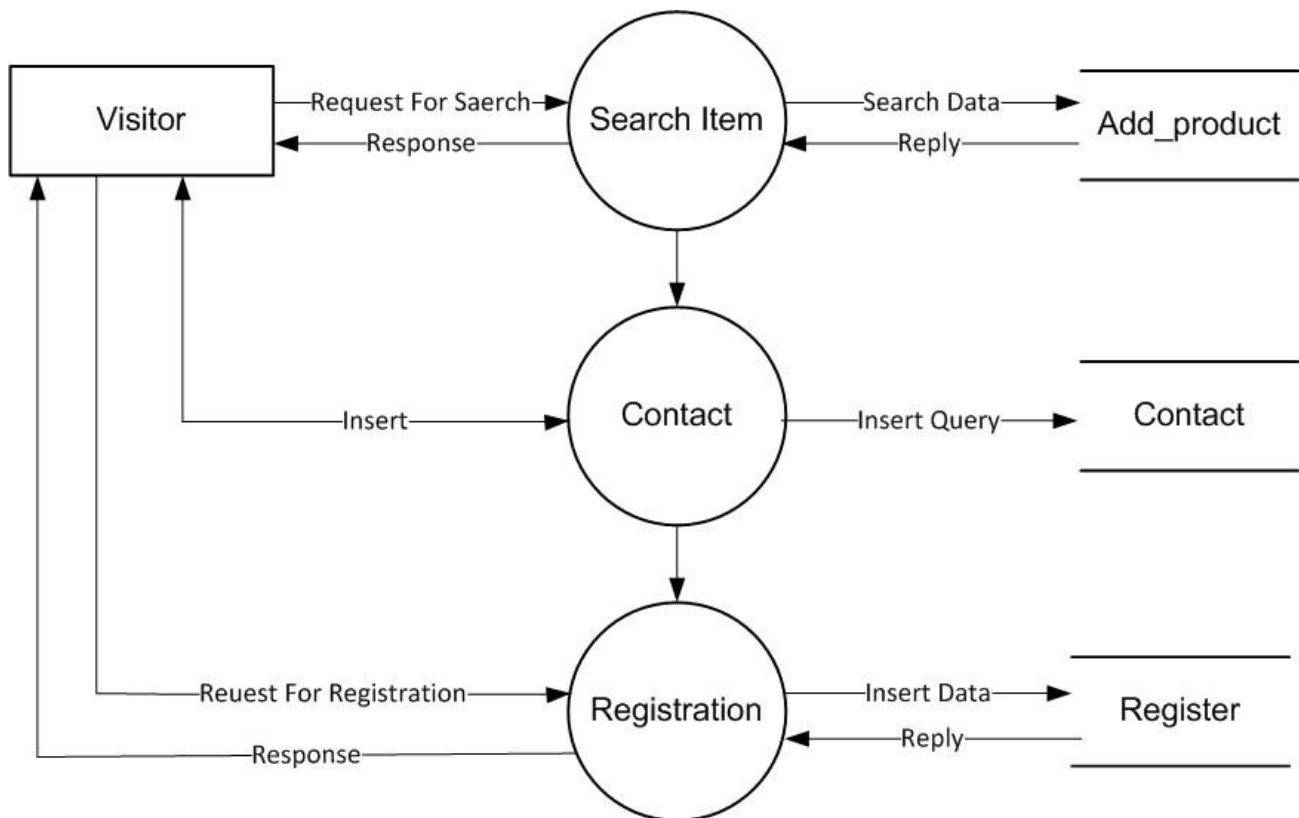 Visitor
Request For Saerch
Response
Search Item
Search Data
Reply
Add_product
Insert
Contact
Insert Query
Contact
Reuest For Registration
Response
Registration
Insert Data
Reply
Register